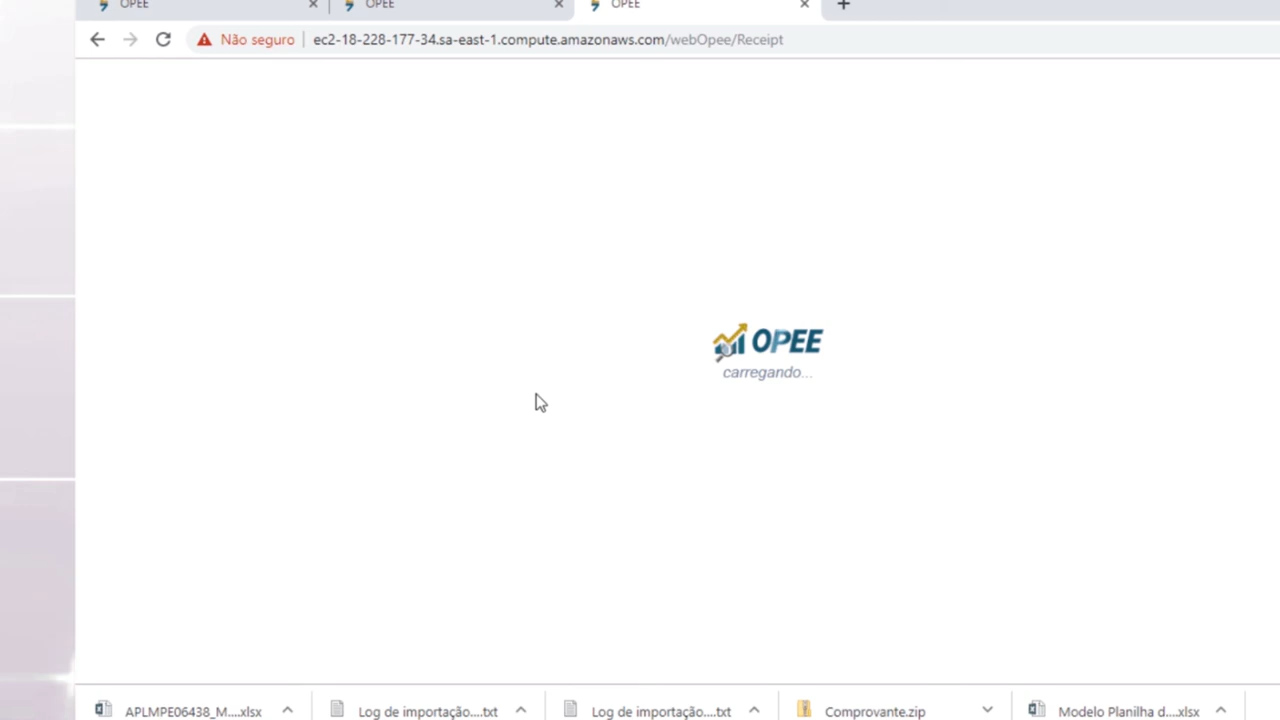 OPEE
OPEE
OPEE
Não seguro
ec2-18-228-177-34.sa-east-1.compute.amazonaws.com/webOpee/Receipt
OPEE
carregando...
APLMPE06438_M....xlsx
Log de importação....txt
Log de importação....txt
Comprovante.zip
Modelo Planilha d....xlsx